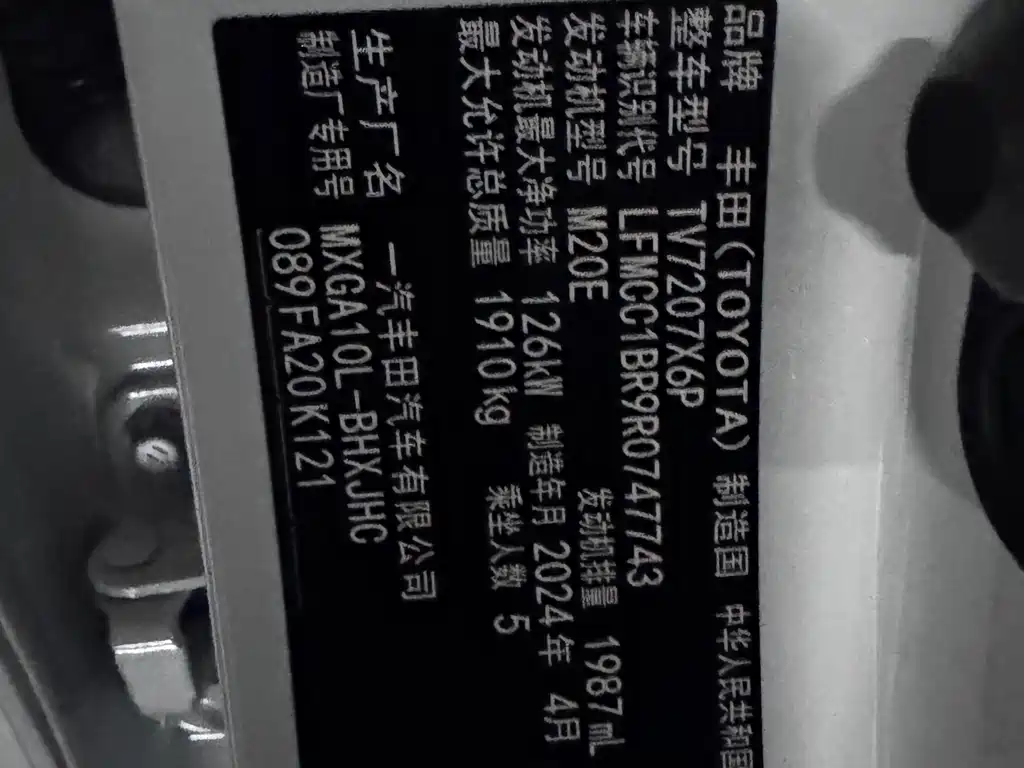 品牌 丰田(TOYOTA) 制造国 中华人民共和国
整车型号 TV7207X6P
车辆识别代号 LFMCC1BR9R0747743
发动机型号 M20E 发动机排量 1987mL
发动机最大净功率 126kW 制造年月 2024年 4月
最大允许总质量 1910kg 乘坐人数 5
生产厂名 一汽丰田汽车有限公司
制造厂专用号 MXGA10L-BHXJHC
089FA20K121